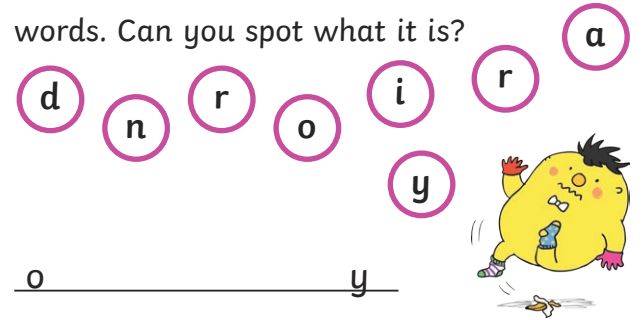 words. Can you spot what it is?
d n r o i r a
y
o y